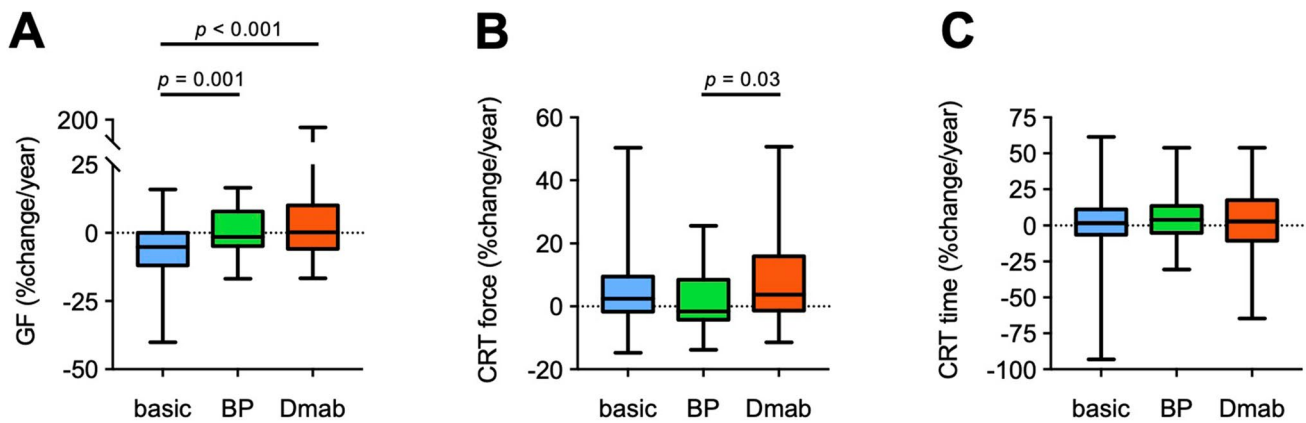 A
p < 0.001
p = 0.001
GF (%change/year)
200
25
0
-25
-50
basic BP Dmab
B
p = 0.03
CRT force (%change/year)
60
40
20
0
-20
basic BP Dmab
C
CRT time (%change/year)
75
50
25
0
-25
-50
-75
-100
basic BP Dmab